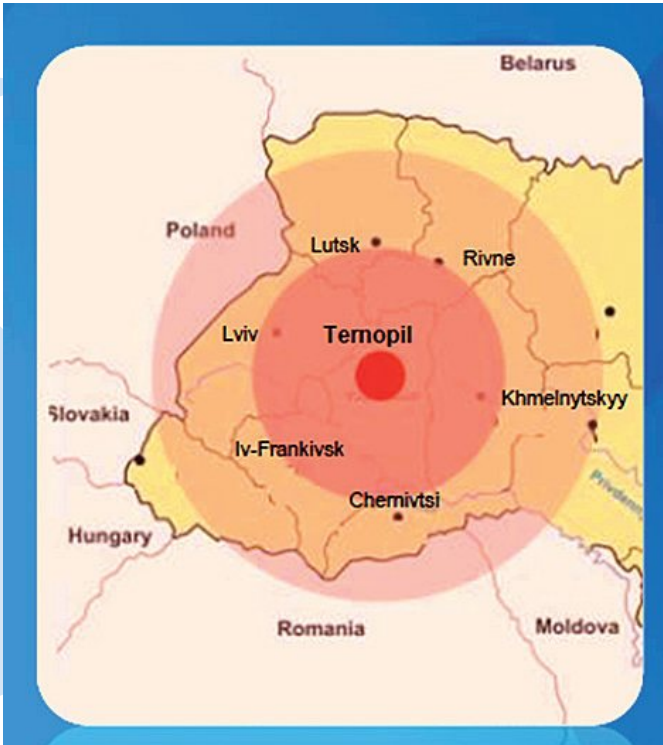 Belarus
Poland
Lutsk
Rivne
Lviv
Ternopil
Khmelnytskyy
Slovakia
Iv-Frankivsk
Chernivtsi
Hungary
Romania
Moldova